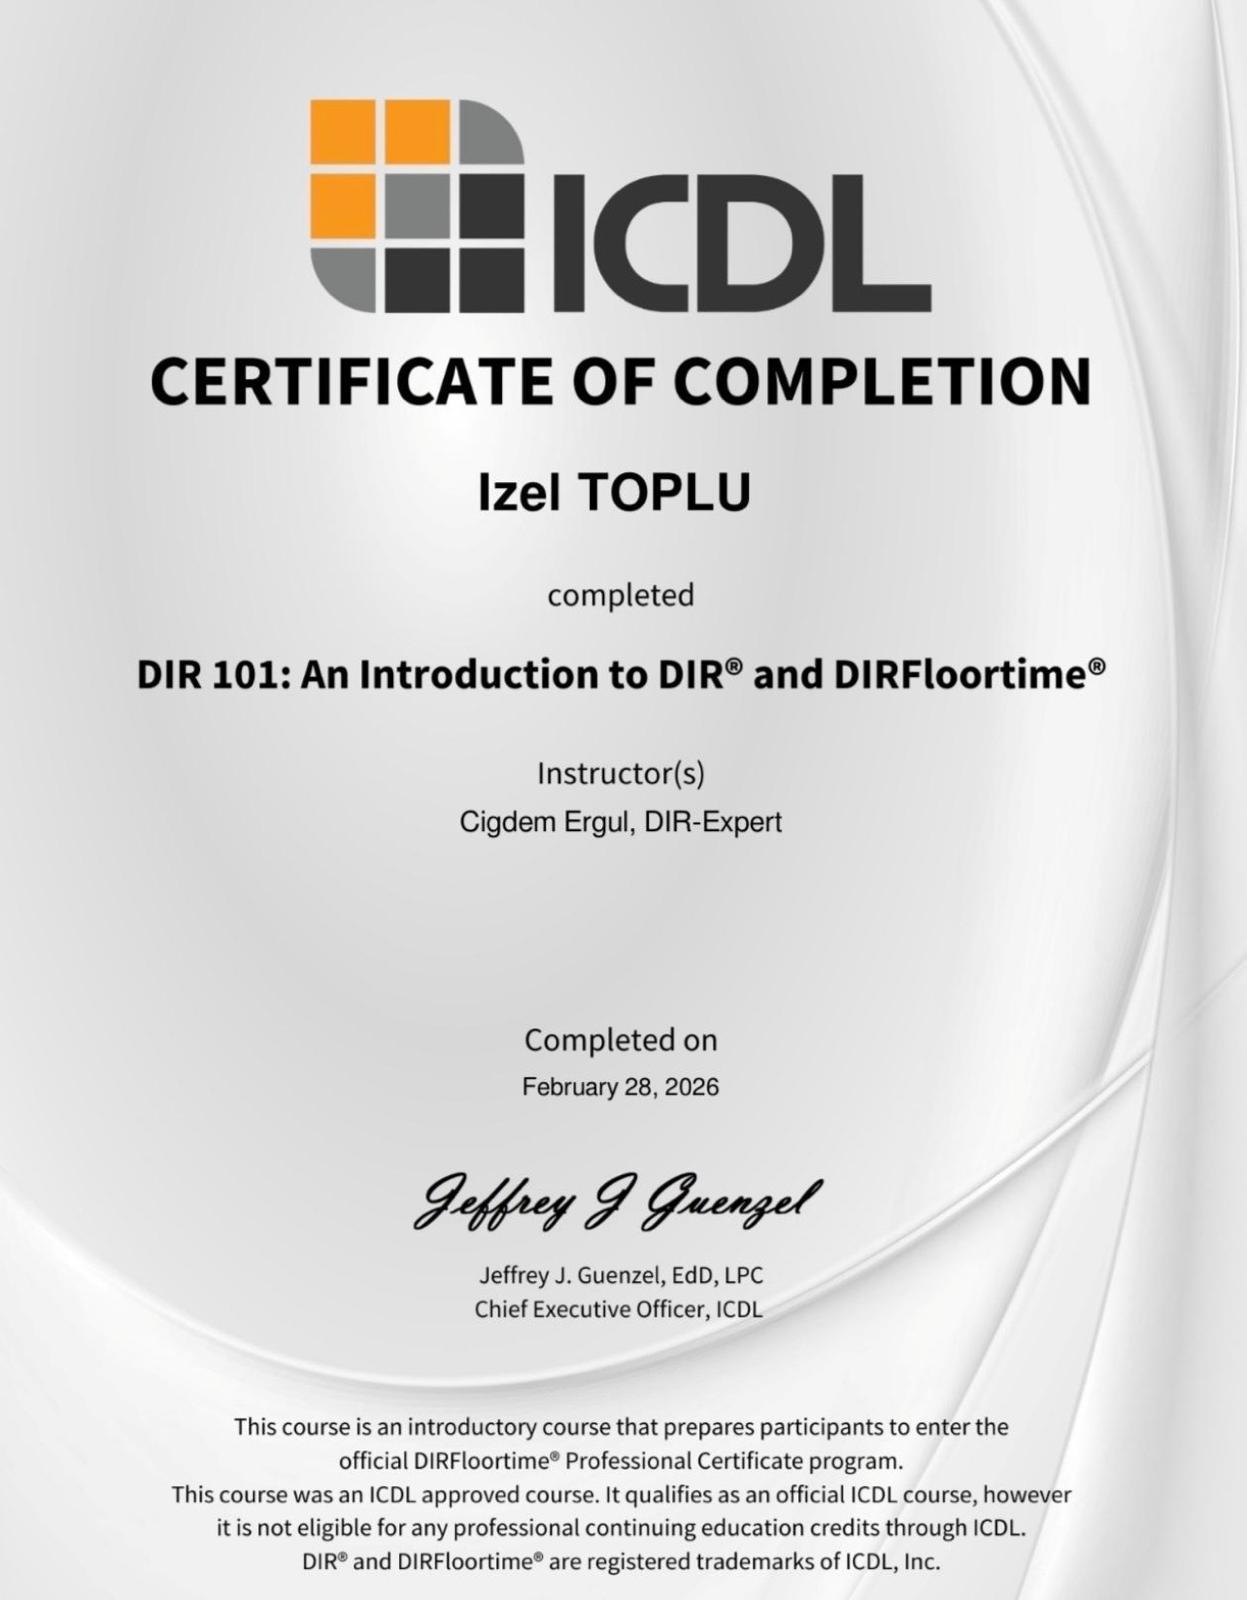 ICDL
CERTIFICATE OF COMPLETION
Izel TOPLU
completed
DIR 101: An Introduction to DIR® and DIRFloortime®
Instructor(s)
Cigdem Ergul, DIR-Expert
Completed on
February 28, 2026
Jeffrey J Guenzel
Jeffrey J. Guenzel, EdD, LPC
Chief Executive Officer, ICDL
This course is an introductory course that prepares participants to enter the
official DIRFloortime® Professional Certificate program.
This course was an ICDL approved course. It qualifies as an official ICDL course, however
it is not eligible for any professional continuing education credits through ICDL.
DIR® and DIRFloortime® are registered trademarks of ICDL, Inc.